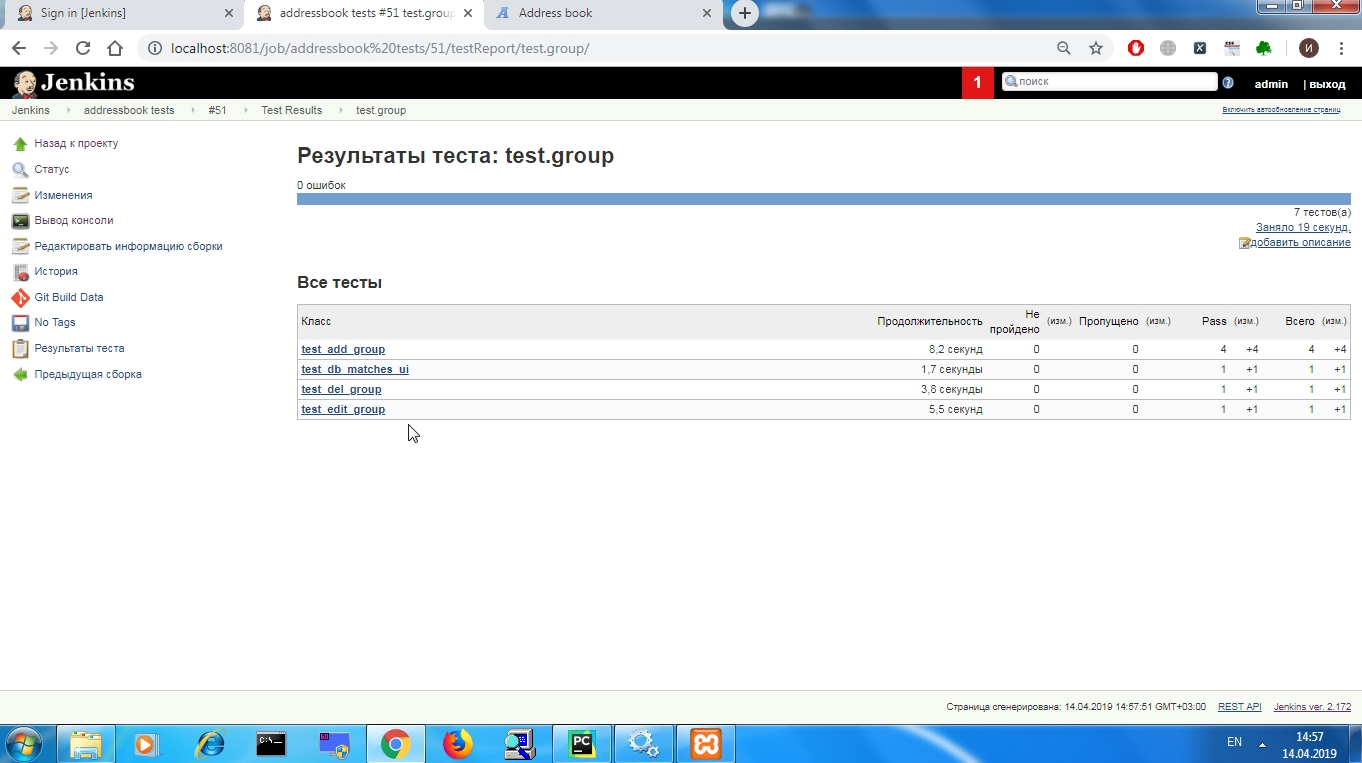 Sign in [Jenkins]
addressbook tests #51 test.group
Address book
localhost:8081/job/addressbook%20tests/51/testReport/test.group/
И
Jenkins
1
поиск
admin
| выход
Jenkins
addressbook tests
#51
Test Results
test.group
Включить автообновление страниц
Назад к проекту
Статус
Изменения
Вывод консоли
Редактировать информацию сборки
История
Git Build Data
No Tags
Результаты теста
Предыдущая сборка
Результаты теста: test.group
0 ошибок
7 тестов(а)
Заняло 19 секунд.
добавить описание
Все тесты
Класс Продолжительность Не пройдено (изм.) Пропущено (изм.) Pass (изм.) Всего (изм.)
test_add_group 8,2 секунд 0 0 4 +4 4 +4
test_db_matches_ui 1,7 секунды 0 0 1 +1 1 +1
test_del_group 3,8 секунды 0 0 1 +1 1 +1
test_edit_group 5,5 секунд 0 0 1 +1 1 +1
Страница сгенерирована: 14.04.2019 14:57:51 GMT+03:00 REST API Jenkins ver. 2.172
PC
EN
14:57
14.04.2019